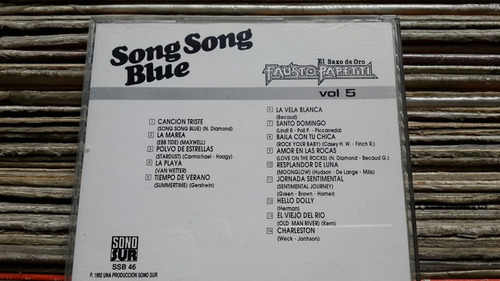 Song Song
Blue
El Saxo de Oro
FAUSTO PAPETTI
vol 5
1 CANCION TRISTE
(SONG SONG BLUE) (N. Diamond)
2 LA MAREA
(EBB TIDE) (MAXWELL)
3 POLVO DE ESTRELLAS
(STARDUST) (Carmichael - Hoagy)
4 LA PLAYA
(VAN WETTER)
5 TIEMPO DE VERANO
(SUMMERTIME) (Gershwin)
6 LA VELA BLANCA
(Becaud)
7 SANTO DOMINGO
(Lindt R - Poll P. - Piccaredo)
8 BAILA CON TU CHICA
(ROCK YOUR BABY) (Casey H. W. - Finch R.)
9 AMOR EN LAS ROCAS
(LOVE ON THE ROCKS) (N. Diamond - Becaud G.)
10 RESPLANDOR DE LUNA
(MOONGLOW) (Hudson - De Lange - Mills)
11 JORNADA SENTIMENTAL
(SENTIMENTAL JOURNEY)
(Green - Brown - Homer)
12 HELLO DOLLY
(Herman)
13 EL VIEJO DEL RIO
(OLD MAN RIVER) (Kern)
14 CHARLESTON
(Weck - Jonhson)
SONO
SUR
SSB 46
P. 1992 UNA PRODUCCION SONO SUR